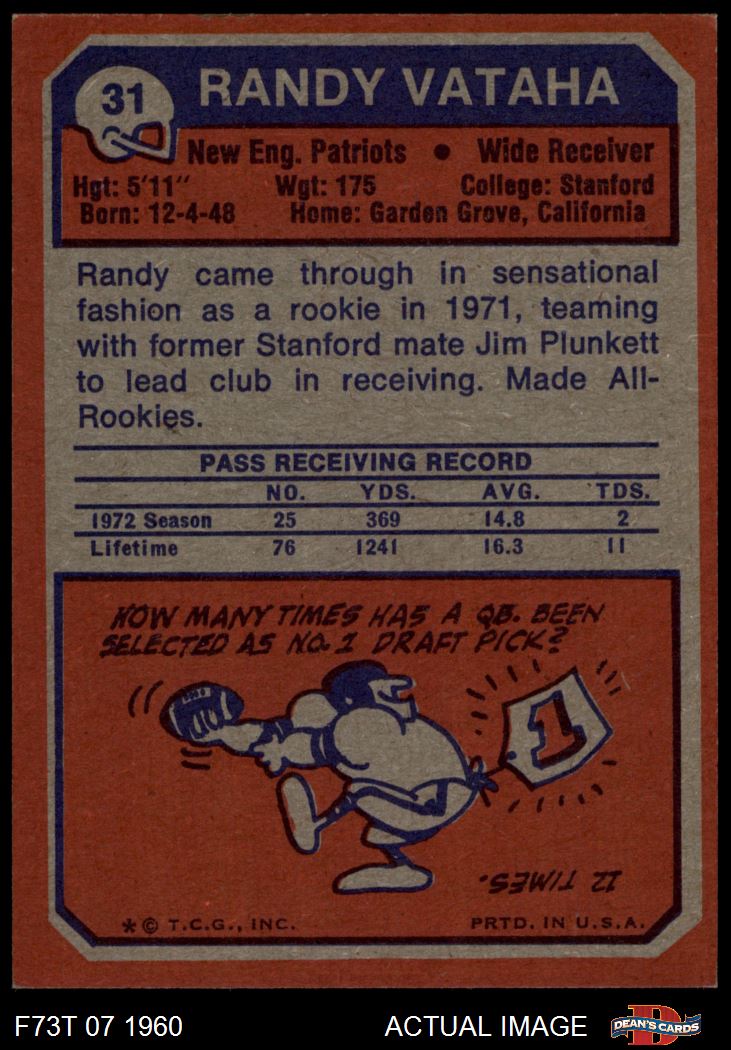 31
RANDY VATAHA
New Eng. Patriots • Wide Receiver
Hgt: 5'11" Wgt: 175 College: Stanford
Born: 12-4-48 Home: Garden Grove, California
Randy came through in sensational
fashion as a rookie in 1971, teaming
with former Stanford mate Jim Plunkett
to lead club in receiving. Made All-
Rookies.
PASS RECEIVING RECORD
NO. YDS. AVG. TDS.
1972 Season 25 369 14.8 2
Lifetime 76 1241 16.3 11
HOW MANY TIMES HAS A QB. BEEN
SELECTED AS NO. 1 DRAFT PICK?
1
12 TIMES.
* © T.C.G., INC. PRTD. IN U.S.A.
F73T 07 1960 ACTUAL IMAGE
D
DEAN'S CARDS